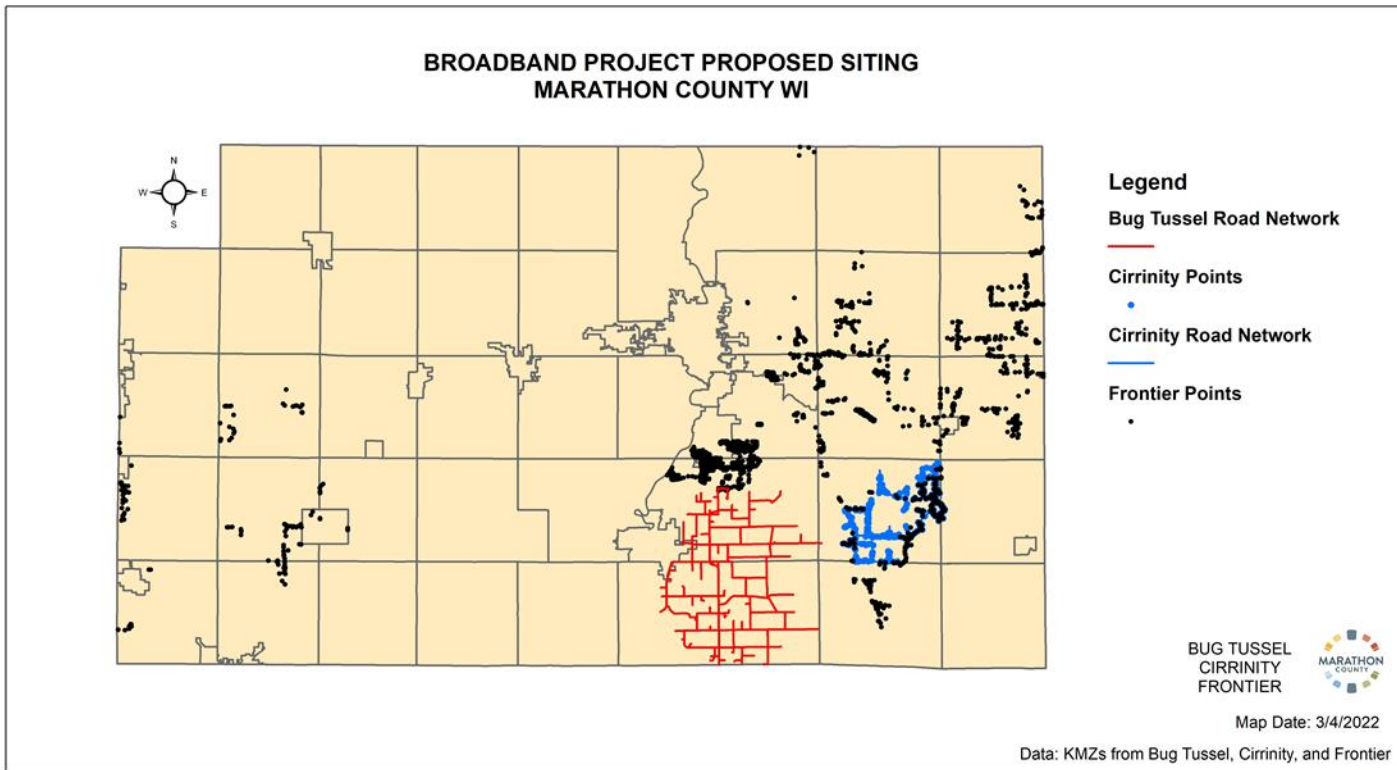 BROADBAND PROJECT PROPOSED SITING
MARATHON COUNTY WI
N
W
E
S
Legend
Bug Tussel Road Network
Cirrinity Points
Cirrinity Road Network
Frontier Points
BUG TUSSEL
CIRRINITY
FRONTIER
MARATHON
COUNTY
Map Date: 3/4/2022
Data: KMZs from Bug Tussel, Cirrinity, and Frontier